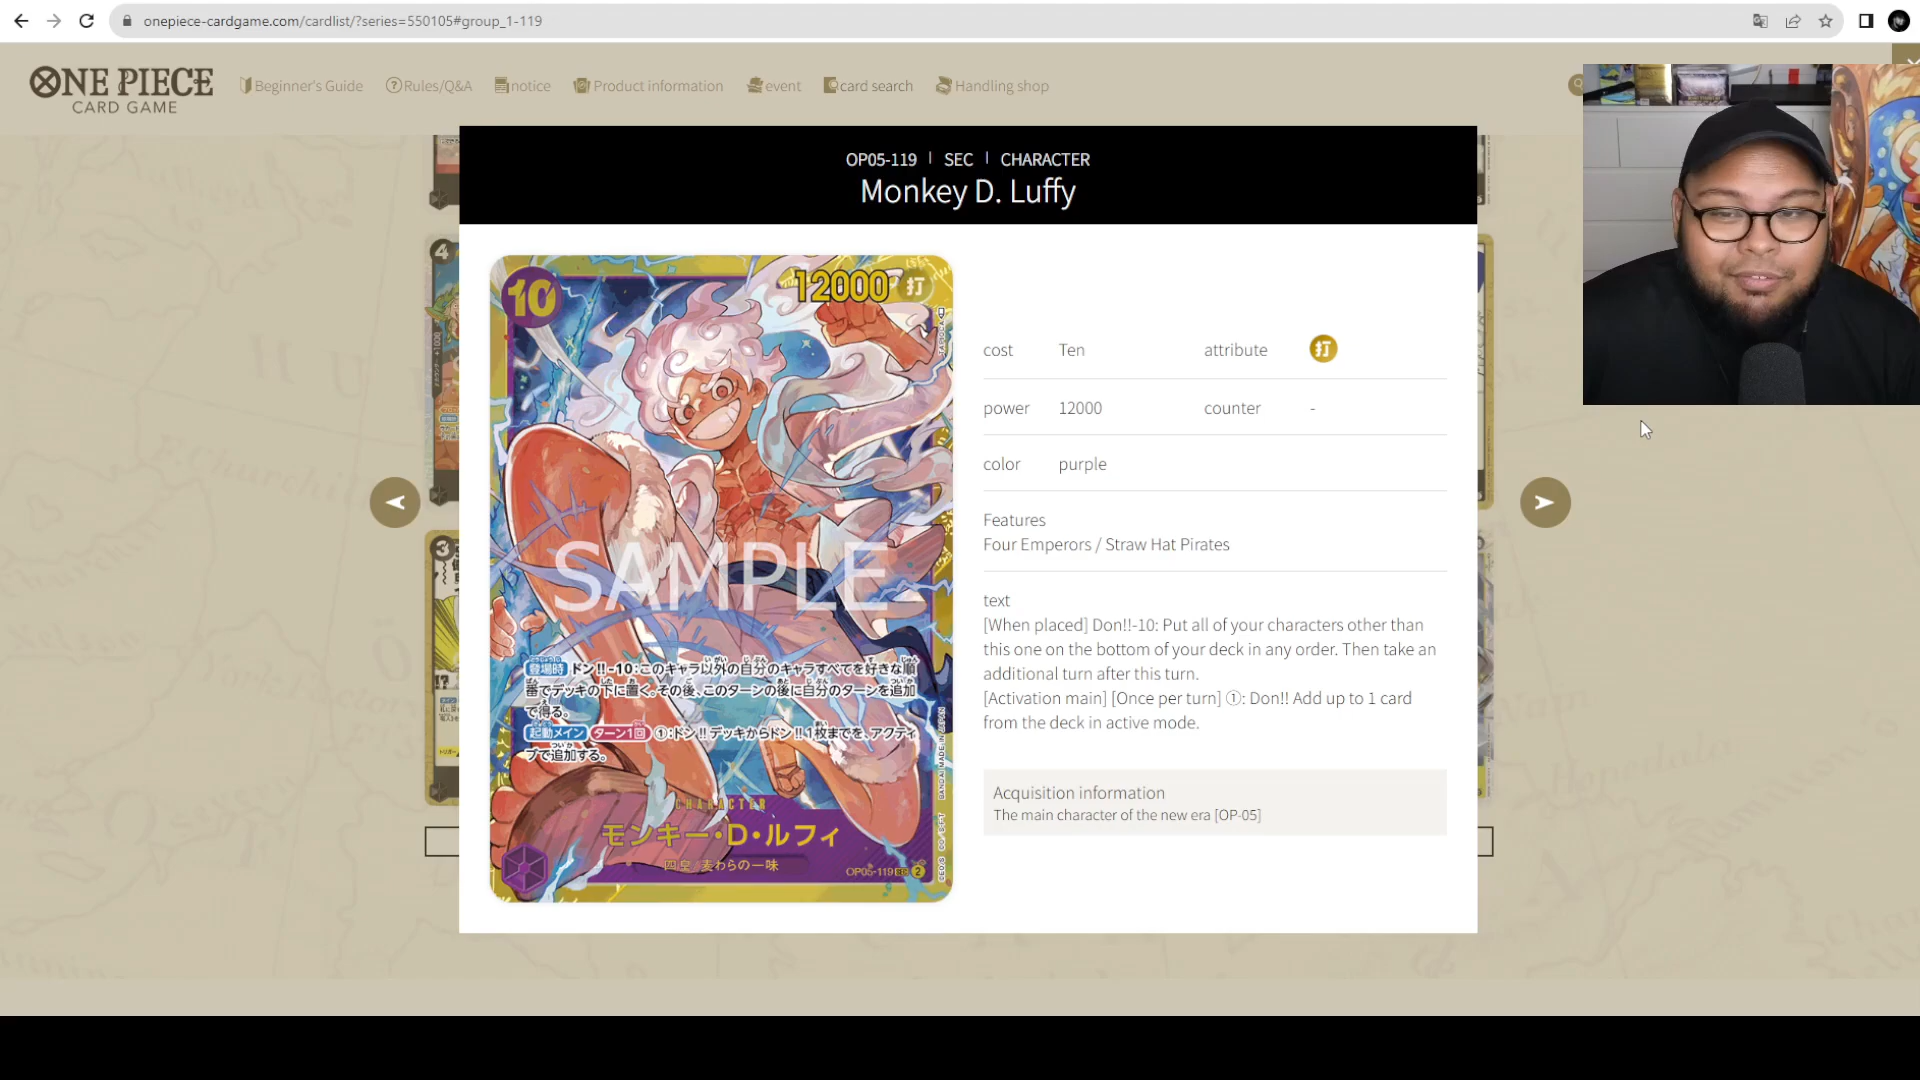 onepiece-cardgame.com/cardlist/?series=550105#group_1-119
ONE PIECE
CARD GAME
Beginner's Guide
Rules/Q&A
notice
Product information
event
card search
Handling shop
OP05-119 | SEC | CHARACTER
Monkey D. Luffy
4
3
10
12000 打
SAMPLE
登場時 ドン!!-10:このキャラ以外の自分のキャラすべてを好きな順
番でデッキの下に置く。その後、このターンの後に自分のターンを追加
で得る。
起動メイン ターン1回 ①:ドン!!デッキからドン!!1枚までを、アクティ
ブで追加する。
CHARACTER
モンキー・D・ルフィ
四皇/麦わらの一味
OP05-119 SEC 2
cost Ten attribute 打
power 12000 counter -
color purple
Features
Four Emperors / Straw Hat Pirates
text
[When placed] Don!!-10: Put all of your characters other than
this one on the bottom of your deck in any order. Then take an
additional turn after this turn.
[Activation main] [Once per turn] ①: Don!! Add up to 1 card
from the deck in active mode.
Acquisition information
The main character of the new era [OP-05]